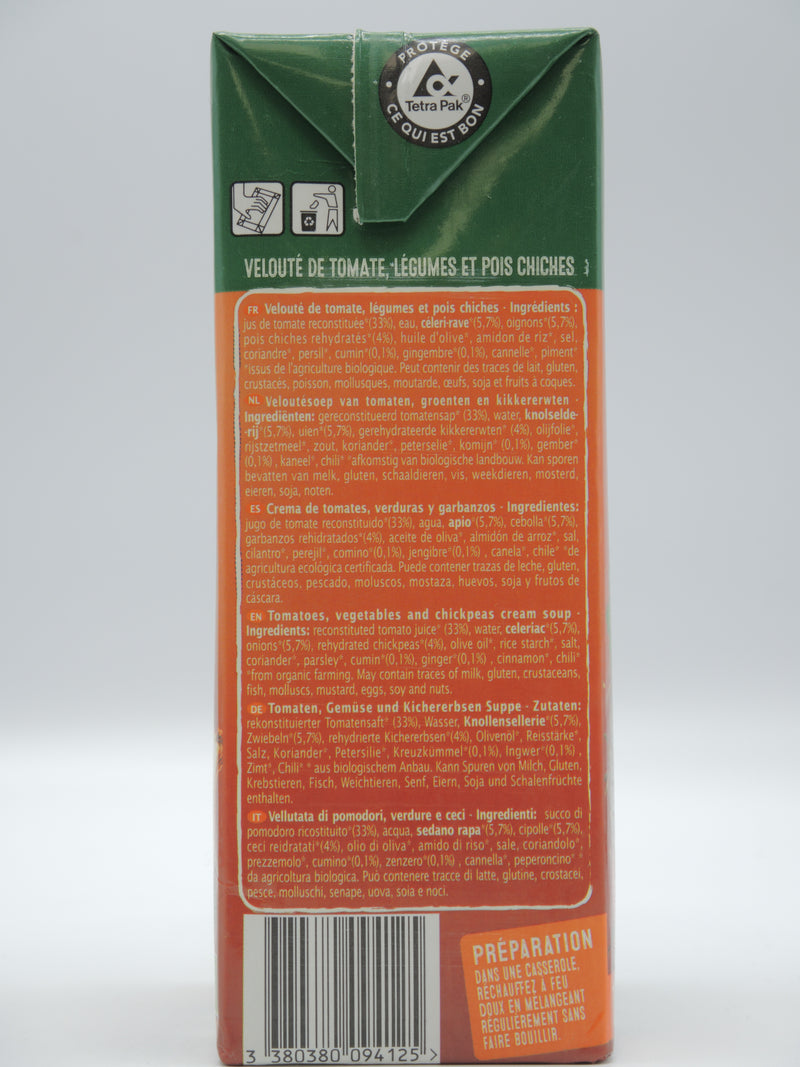 PROTÈGE
Tetra Pak®
CE QUI EST BON
VELOUTÉ DE TOMATE, LÉGUMES ET POIS CHICHES
FR Velouté de tomate, légumes et pois chiches - Ingrédients :
jus de tomate reconstituée*(33%), eau, céleri-rave*(5,7%), oignons*(5,7%),
pois chiches rehydratés*(4%), huile d'olive*, amidon de riz*, sel,
coriandre*, persil*, cumin*(0,1%), gingembre*(0,1%), cannelle*, piment*
*issus de l'agriculture biologique. Peut contenir des traces de lait, gluten,
crustacés, poisson, mollusques, moutarde, œufs, soja et fruits à coques.
NL Veloutésoep van tomaten, groenten en kikkererwten -
Ingrediënten: gereconstitueerd tomatensap* (33%), water, knolselde-
-rij*(5,7%), uien*(5,7%), gerehydrateerde kikkererwten* (4%), olijfolie*,
rijstzetmeel*, zout, koriander*, peterselie*, komijn* (0,1%), gember*
(0,1%) , kaneel*, chili* *afkomstig van biologische landbouw. Kan sporen
bevatten van melk, gluten, schaaldieren, vis, weekdieren, mosterd,
eieren, soja, noten.
ES Crema de tomates, verduras y garbanzos - Ingredientes:
jugo de tomate reconstituido*(33%), agua, apio*(5,7%), cebolla*(5,7%),
garbanzos rehidratados*(4%), aceite de oliva*, almidón de arroz*, sal,
cilantro*, perejil*, comino*(0,1%), jengibre*(0,1%) , canela*, chile* *de
agricultura ecológica certificada. Puede contener trazas de leche, gluten,
crustáceos, pescado, moluscos, mostaza, huevos, soja y frutos de
cáscara.
EN Tomatoes, vegetables and chickpeas cream soup -
Ingredients: reconstituted tomato juice* (33%), water, celeriac*(5,7%),
onions*(5,7%), rehydrated chickpeas*(4%), olive oil*, rice starch*, salt,
coriander*, parsley*, cumin*(0,1%), ginger*(0,1%) , cinnamon*, chili*
*from organic farming. May contain traces of milk, gluten, crustaceans,
fish, molluscs, mustard, eggs, soy and nuts.
DE Tomaten, Gemüse und Kichererbsen Suppe - Zutaten:
rekonstituierter Tomatensaft* (33%), Wasser, Knollensellerie*(5,7%),
Zwiebeln*(5,7%), rehydrierte Kichererbsen*(4%), Olivenöl*, Reisstärke*,
Salz, Koriander*, Petersilie*, Kreuzkümmel*(0,1%), Ingwer*(0,1%) ,
Zimt*, Chili* * aus biologischem Anbau. Kann Spuren von Milch, Gluten,
Krebstieren, Fisch, Weichtieren, Senf, Eiern, Soja und Schalenfrüchte
enthalten.
IT Vellutata di pomodori, verdure e ceci - Ingredienti: succo di
pomodoro ricostituito*(33%), acqua, sedano rapa*(5,7%), cipolle*(5,7%),
ceci reidratati*(4%), olio di oliva*, amido di riso*, sale, coriandolo*,
prezzemolo*, cumino*(0,1%), zenzero*(0,1%) , cannella*, peperoncino* *
da agricoltura biologica. Può contenere tracce di latte, glutine, crostacei,
pesce, molluschi, senape, uova, soia e noci.
PRÉPARATION
DANS UNE CASSEROLE,
RÉCHAUFFEZ À FEU
DOUX EN MÉLANGEANT
RÉGULIÈREMENT SANS
FAIRE BOUILLIR.
3 380380 094125 >